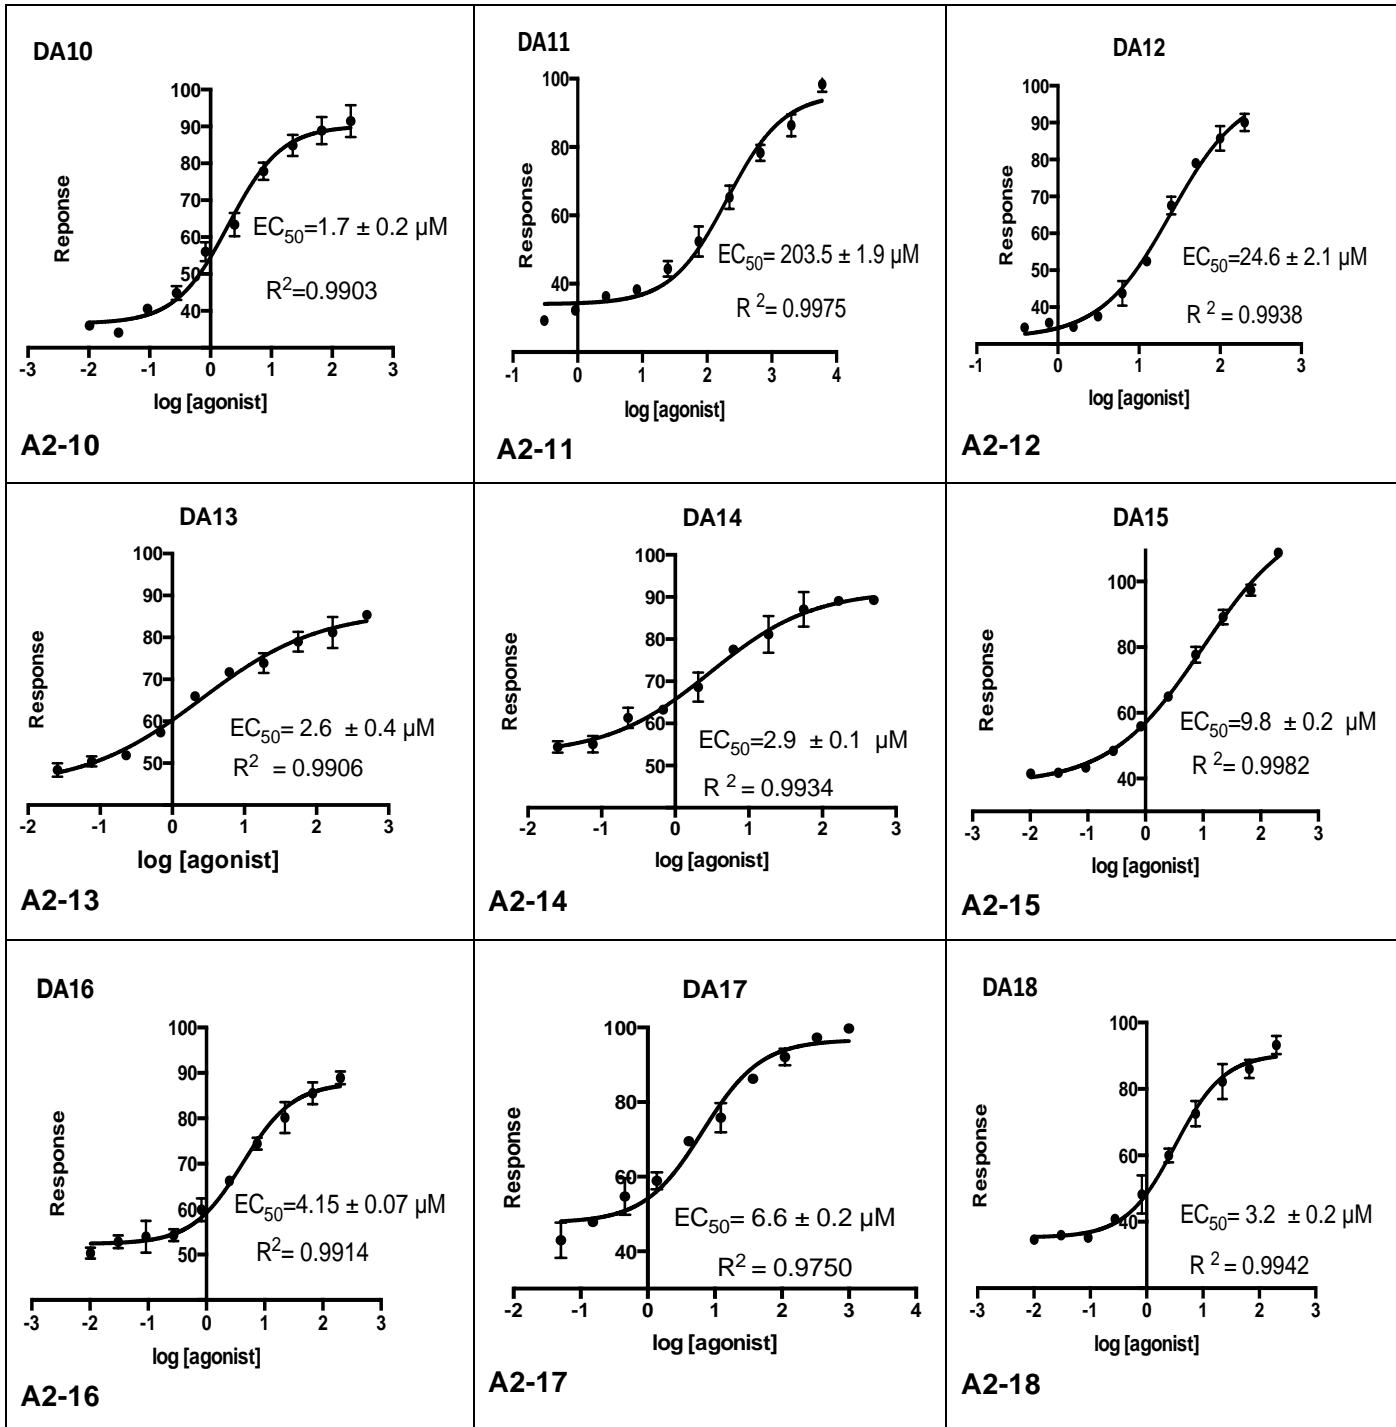 DA10
100
90
80
70
60
50
40
Reponse
EC50=1.7 ± 0.2 µM
R2=0.9903
-3 -2 -1 0 1 2 3
log [agonist]
A2-10
DA11
100
80
60
40
Response
EC50= 203.5 ± 1.9 µM
R 2= 0.9975
-1 0 1 2 3 4
log [agonist]
A2-11
DA12
100
90
80
70
60
50
40
30
Response
EC50=24.6 ± 2.1 µM
R 2 = 0.9938
-1 0 1 2 3
log [agonist]
A2-12
DA13
100
90
80
70
60
50
Response
EC50= 2.6 ± 0.4 µM
R2 = 0.9906
-2 -1 0 1 2 3
log [agonist]
A2-13
DA14
100
90
80
70
60
50
Response
EC50=2.9 ± 0.1 µM
R 2 = 0.9934
-2 -1 0 1 2 3
log [agonist]
A2-14
DA15
100
80
60
40
Response
EC50=9.8 ± 0.2 µM
R 2= 0.9982
-3 -2 -1 0 1 2 3
log [agonist]
A2-15
DA16
100
90
80
70
60
50
Response
EC50=4.15 ± 0.07 µM
R2= 0.9914
-3 -2 -1 0 1 2 3
log [agonist]
A2-16
DA17
100
80
60
40
Response
EC50= 6.6 ± 0.2 µM
R2 = 0.9750
-2 -1 0 1 2 3 4
log [agonist]
A2-17
DA18
100
80
60
40
Response
EC50= 3.2 ± 0.2 µM
R 2 = 0.9942
-3 -2 -1 0 1 2 3
log [agonist]
A2-18